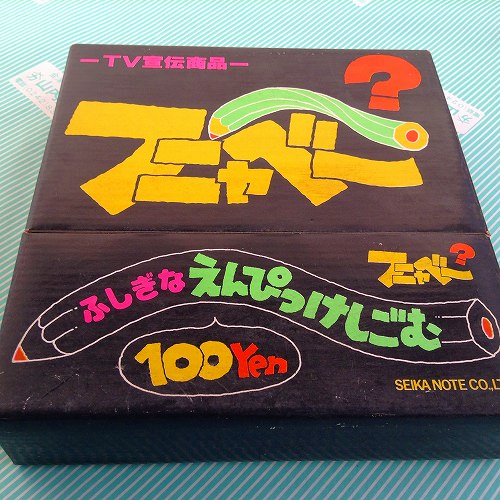 ーTV宣伝商品ー
フニャベー?
フニャベー?
ふしぎな えんぴつけしごむ
100Yen
SEIKA NOTE CO.,LT